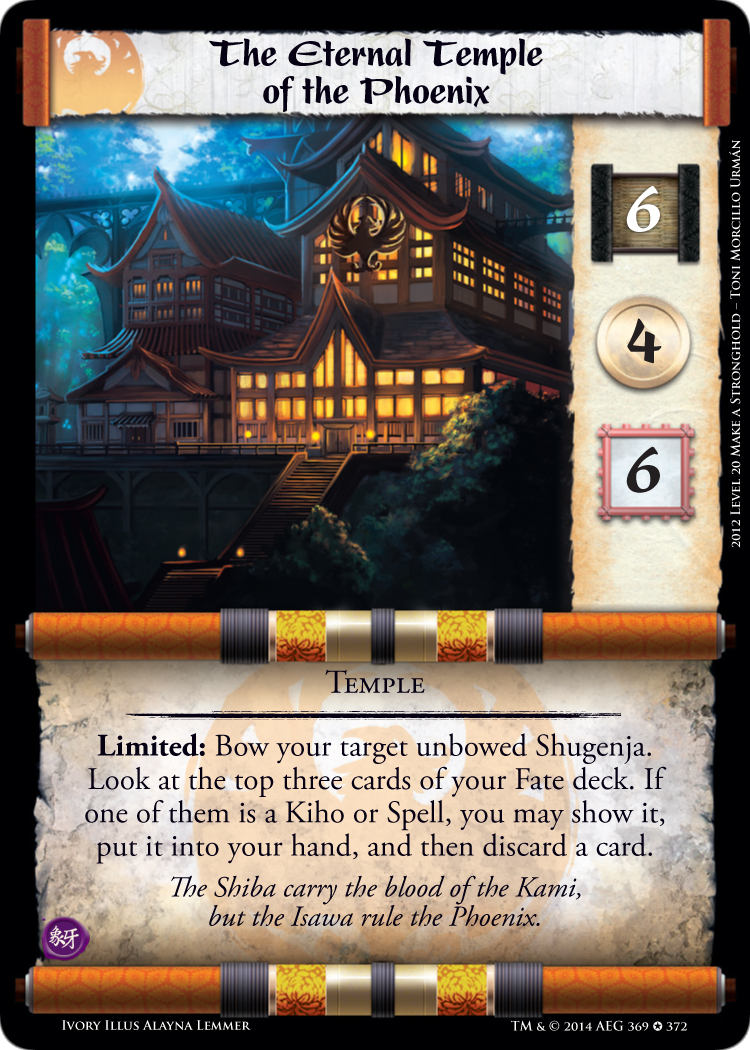 The Eternal Temple
of the Phoenix
6
4
6
2012 Level 20 Make a Stronghold – Toni Morcillo Urmán
Temple
Limited: Bow your target unbowed Shugenja.
Look at the top three cards of your Fate deck. If
one of them is a Kiho or Spell, you may show it,
put it into your hand, and then discard a card.
The Shiba carry the blood of the Kami,
but the Isawa rule the Phoenix.
象牙
Ivory Illus Alayna Lemmer
TM & © 2014 AEG 369 ✪ 372